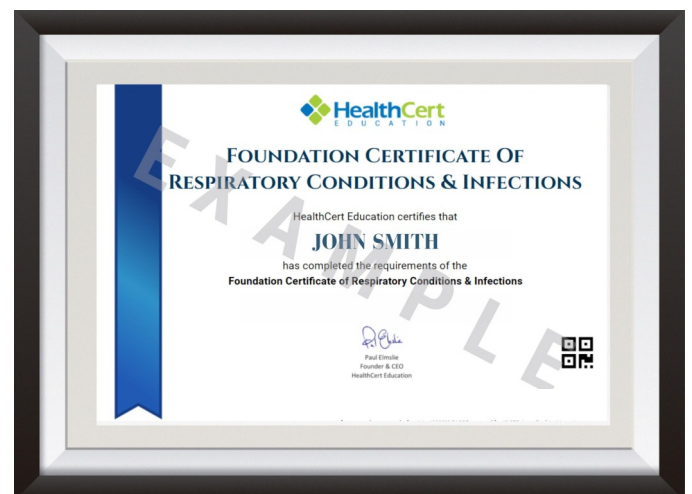 HealthCert
EDUCATION
FOUNDATION CERTIFICATE OF
RESPIRATORY CONDITIONS & INFECTIONS
HealthCert Education certifies that
JOHN SMITH
has completed the requirements of the
Foundation Certificate of Respiratory Conditions & Infections
Paul Elmslie
Founder & CEO
HealthCert Education
EXAMPLE